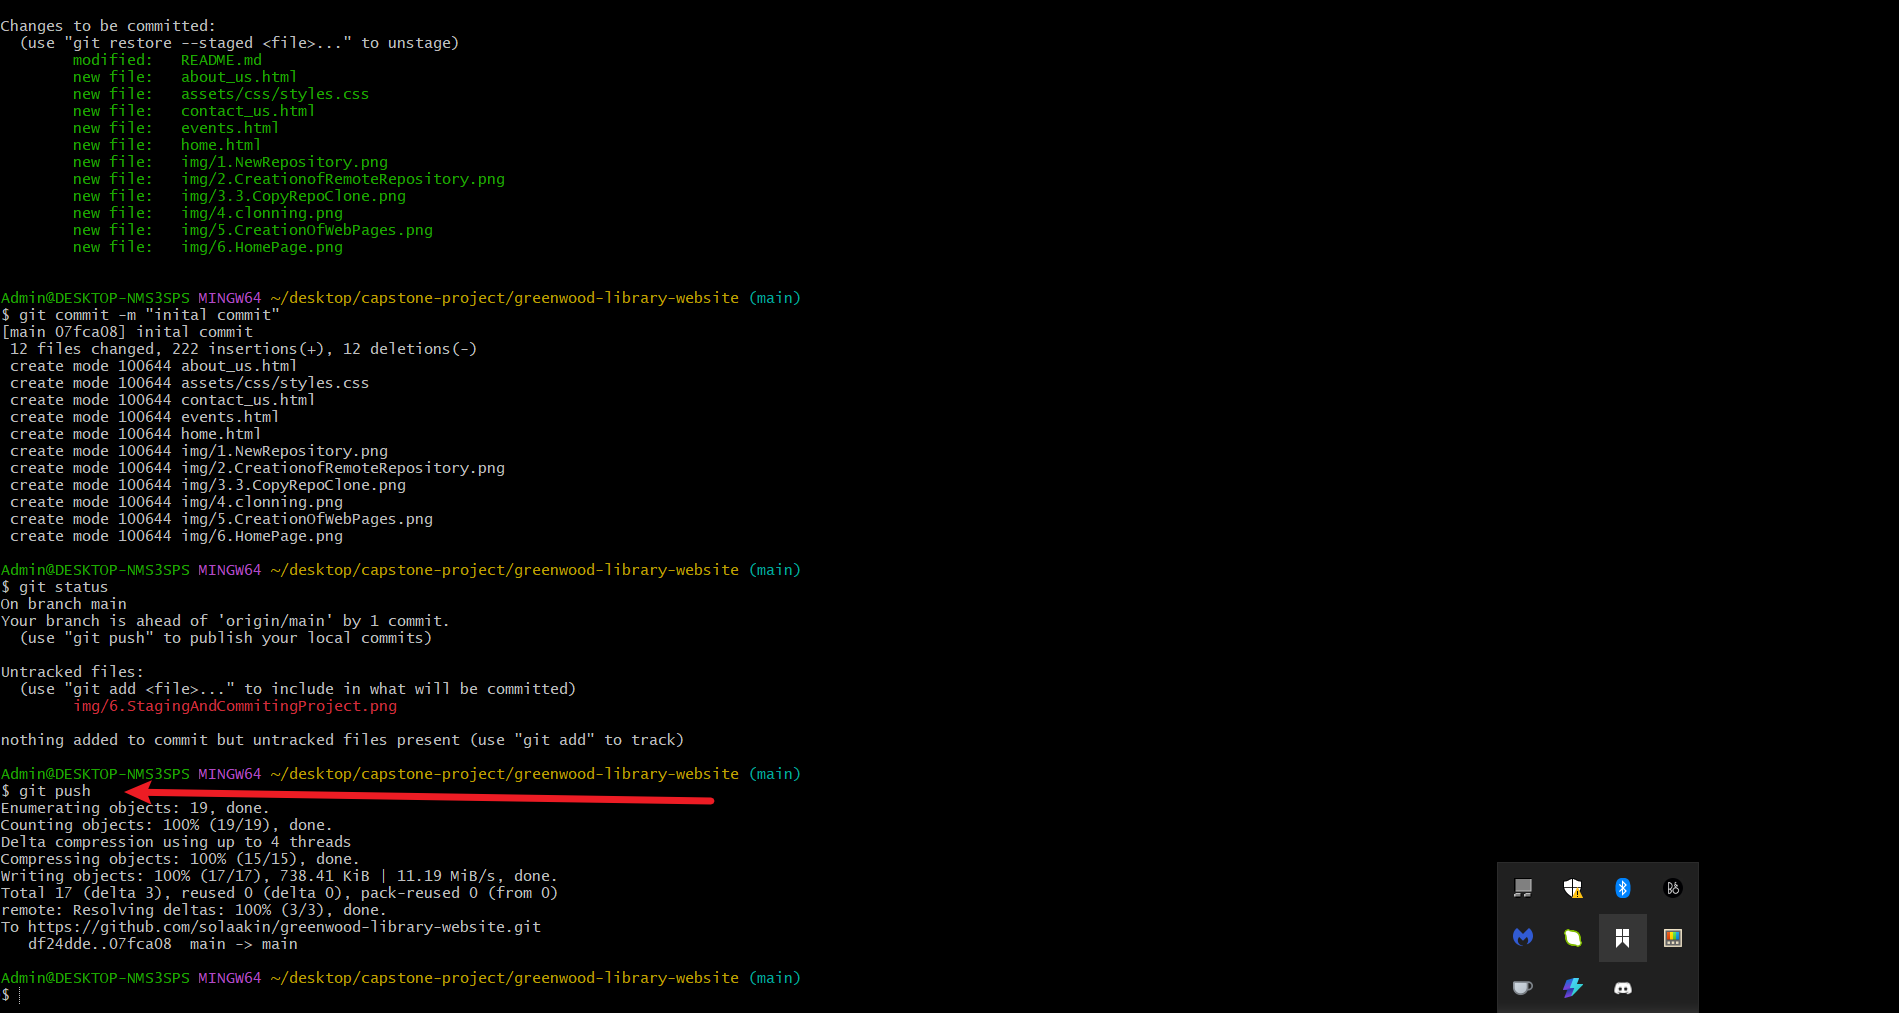 Changes to be committed:
  (use "git restore --staged <file>..." to unstage)
        modified:   README.md
        new file:   about_us.html
        new file:   assets/css/styles.css
        new file:   contact_us.html
        new file:   events.html
        new file:   home.html
        new file:   img/1.NewRepository.png
        new file:   img/2.CreationofRemoteRepository.png
        new file:   img/3.3.CopyRepoClone.png
        new file:   img/4.clonning.png
        new file:   img/5.CreationOfWebPages.png
        new file:   img/6.HomePage.png
Admin@DESKTOP-NMS3SPS MINGW64 ~/desktop/capstone-project/greenwood-library-website (main)
$ git commit -m "inital commit"
[main 07fca08] inital commit
 12 files changed, 222 insertions(+), 12 deletions(-)
 create mode 100644 about_us.html
 create mode 100644 assets/css/styles.css
 create mode 100644 contact_us.html
 create mode 100644 events.html
 create mode 100644 home.html
 create mode 100644 img/1.NewRepository.png
 create mode 100644 img/2.CreationofRemoteRepository.png
 create mode 100644 img/3.3.CopyRepoClone.png
 create mode 100644 img/4.clonning.png
 create mode 100644 img/5.CreationOfWebPages.png
 create mode 100644 img/6.HomePage.png
Admin@DESKTOP-NMS3SPS MINGW64 ~/desktop/capstone-project/greenwood-library-website (main)
$ git status
On branch main
Your branch is ahead of 'origin/main' by 1 commit.
  (use "git push" to publish your local commits)
Untracked files:
  (use "git add <file>..." to include in what will be committed)
        img/6.StagingAndCommitingProject.png
nothing added to commit but untracked files present (use "git add" to track)
Admin@DESKTOP-NMS3SPS MINGW64 ~/desktop/capstone-project/greenwood-library-website (main)
$ git push
Enumerating objects: 19, done.
Counting objects: 100% (19/19), done.
Delta compression using up to 4 threads
Compressing objects: 100% (15/15), done.
Writing objects: 100% (17/17), 738.41 KiB | 11.19 MiB/s, done.
Total 17 (delta 3), reused 0 (delta 0), pack-reused 0 (from 0)
remote: Resolving deltas: 100% (3/3), done.
To https://github.com/solaakin/greenwood-library-website.git
   df24dde..07fca08  main -> main
Admin@DESKTOP-NMS3SPS MINGW64 ~/desktop/capstone-project/greenwood-library-website (main)
$